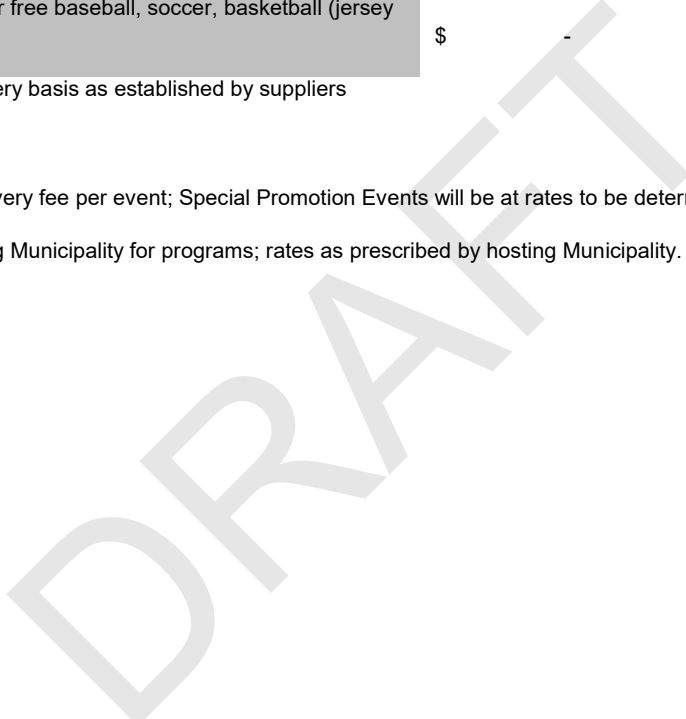 r free baseball, soccer, basketball (jersey
$ -
ery basis as established by suppliers
very fee per event; Special Promotion Events will be at rates to be deter
g Municipality for programs; rates as prescribed by hosting Municipality.
DRAFT